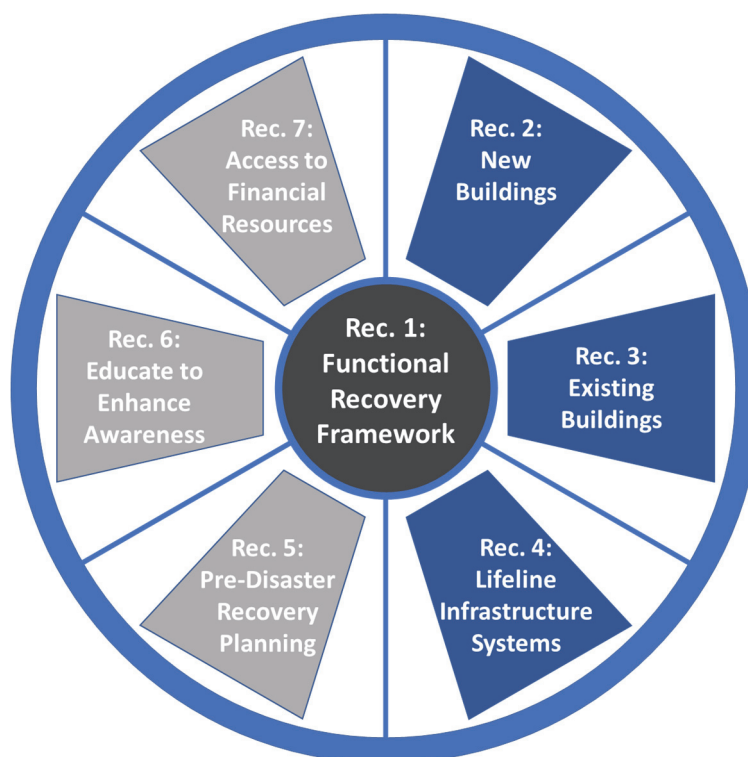 Rec. 1:
Functional
Recovery
Framework
Rec. 2:
New
Buildings
Rec. 3:
Existing
Buildings
Rec. 4:
Lifeline
Infrastructure
Systems
Rec. 5:
Pre-Disaster
Recovery
Planning
Rec. 6:
Educate to
Enhance
Awareness
Rec. 7:
Access to
Financial
Resources